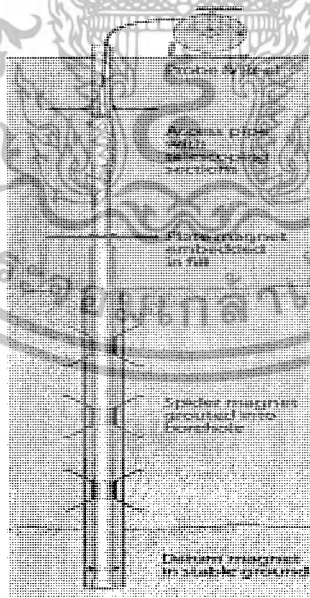 Probe & Reel
Access pipe
with
telescoping
sections
Plate magnet
embedded
in fill
Spider magnet
grouted into
borehole
Datum magnet
in stable ground